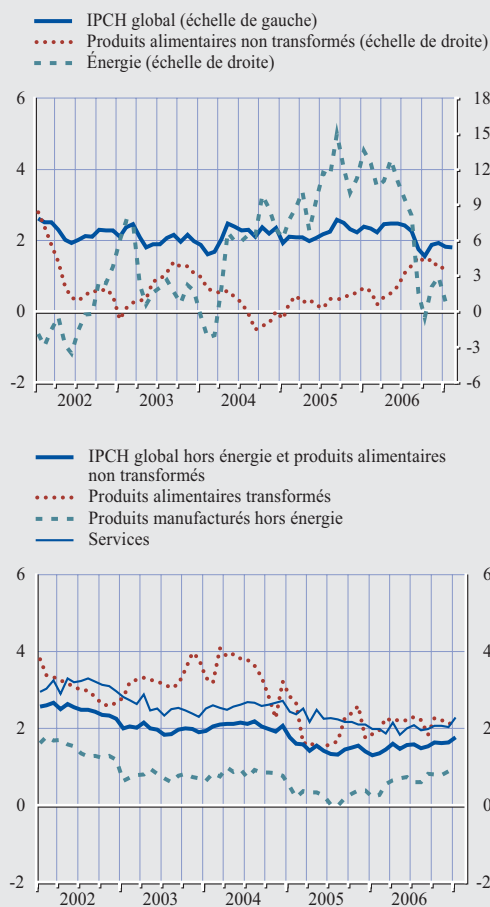 IPCH global (échelle de gauche)
Produits alimentaires non transformés (échelle de droite)
Énergie (échelle de droite)
6 18
15
4 12
9
2 6
3
0 0
-3
-2 -6
2002 2003 2004 2005 2006
IPCH global hors énergie et produits alimentaires
non transformés
Produits alimentaires transformés
Produits manufacturés hors énergie
Services
6 6
4 4
2 2
0 0
-2 -2
2002 2003 2004 2005 2006